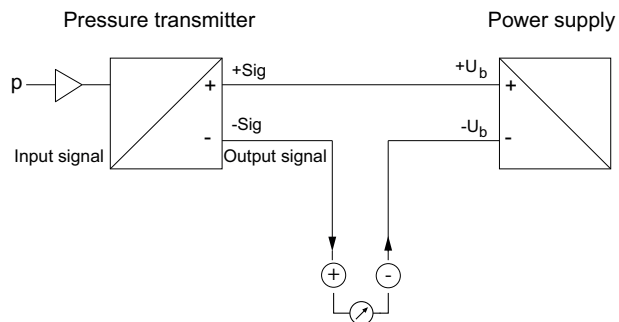 Pressure transmitter
Power supply
+Sig
+U_b
p
+
+
-Sig
-U_b
-
-
Input signal
Output signal
+
-